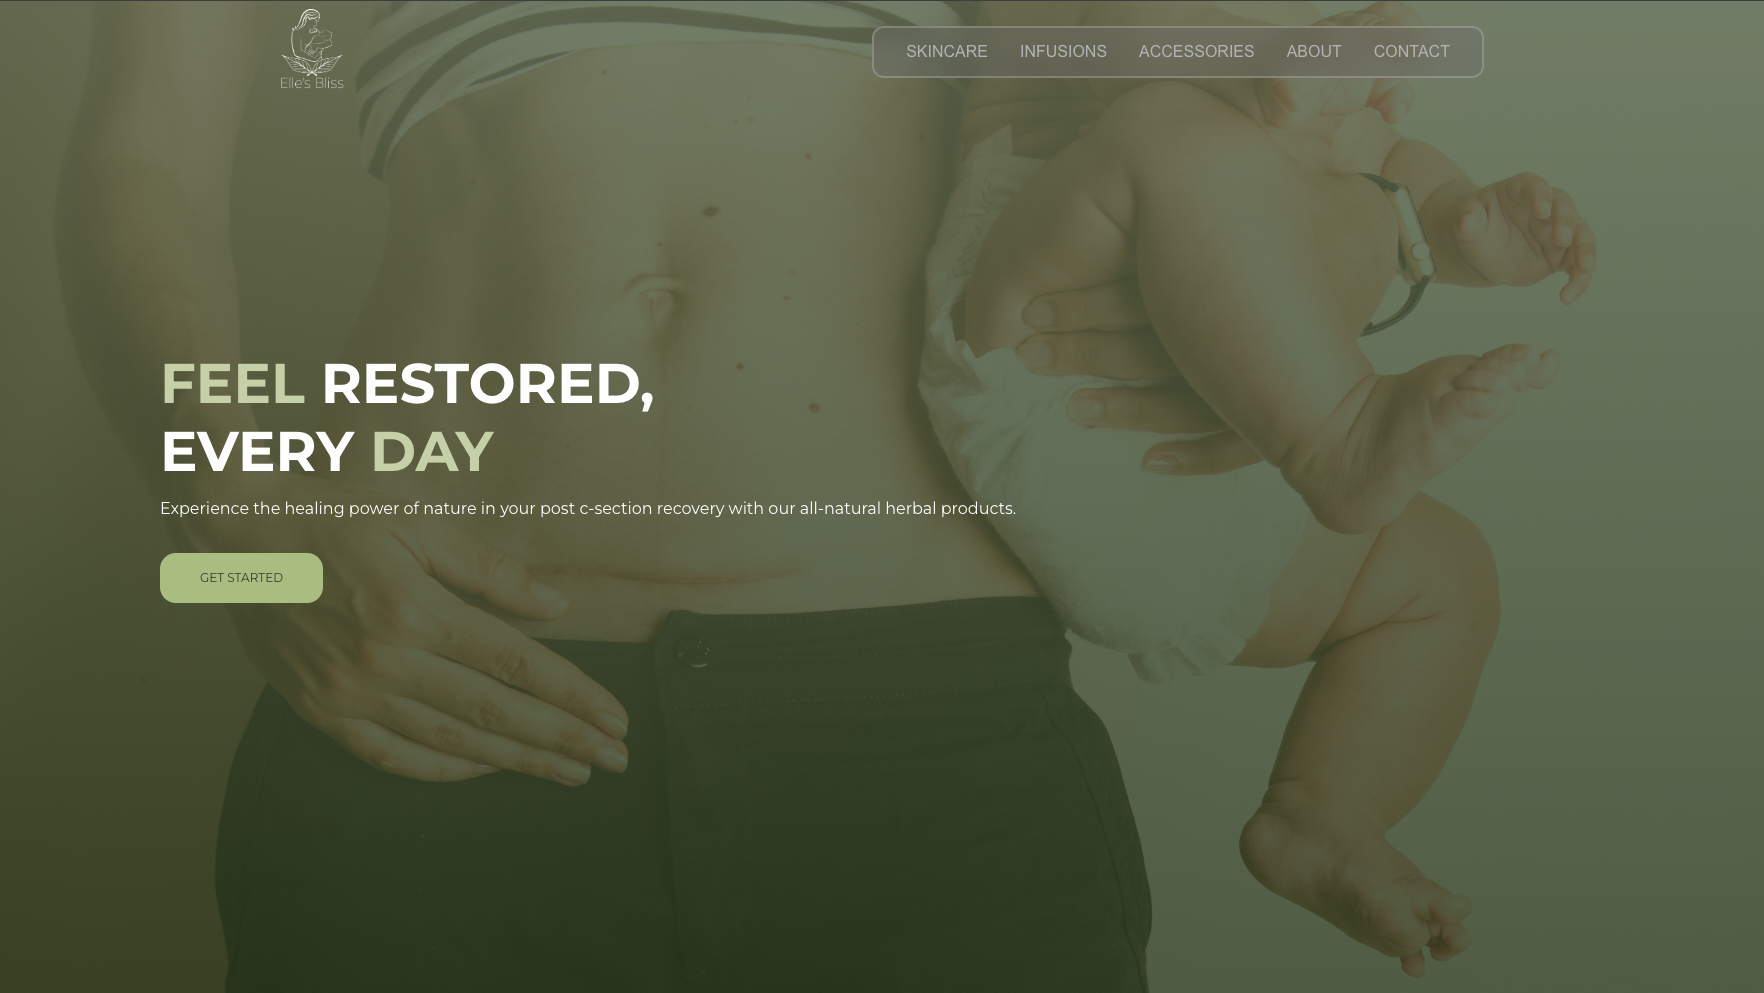 Elle's Bliss
SKINCARE INFUSIONS ACCESSORIES ABOUT CONTACT
FEEL RESTORED,
EVERY DAY
Experience the healing power of nature in your post c-section recovery with our all-natural herbal products.
GET STARTED